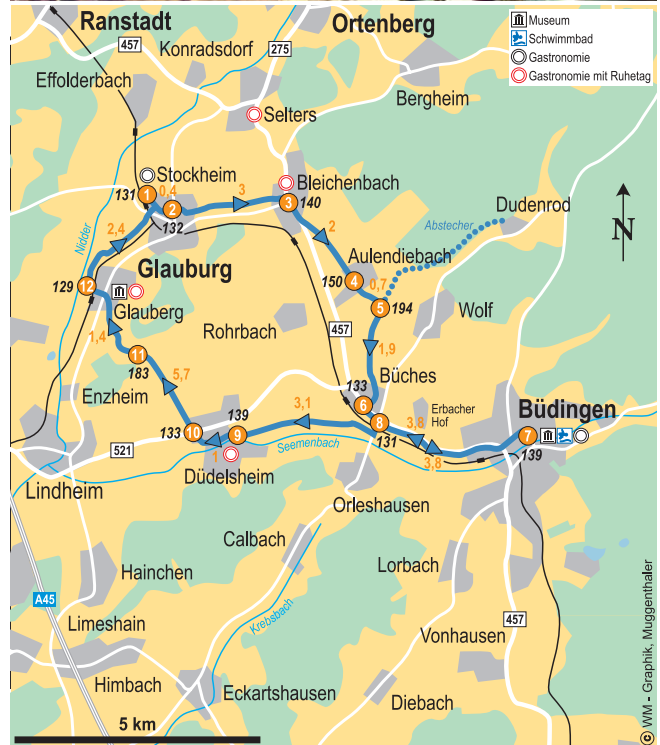 Ranstadt
Ortenberg
Museum
Schwimmbad
Gastronomie
Gastronomie mit Ruhetag
457
Konradsdorf
275
Effolderbach
Bergheim
Selters
Stockheim
131
1
0,4
2
132
3
Bleichenbach
3
140
Dudenrod
Abstecher
N
Nidder
2,4
2
Aulendiebach
150
4
0,7
5
194
Glauburg
129
12
Glauberg
Rohrbach
457
Wolf
1,4
11
183
1,9
Enzheim
5,7
133
Büches
6
Erbacher
Hof
Büdingen
139
3,1
8
131
3,8
7
139
133
10
9
1
Seemenbach
3,8
521
Düdelsheim
Lindheim
Orleshausen
Calbach
Hainchen
Lorbach
A45
Krebsbach
Limeshain
457
Vonhausen
Himbach
Eckartshausen
Diebach
5 km
© WM - Graphik, Muggenthaler